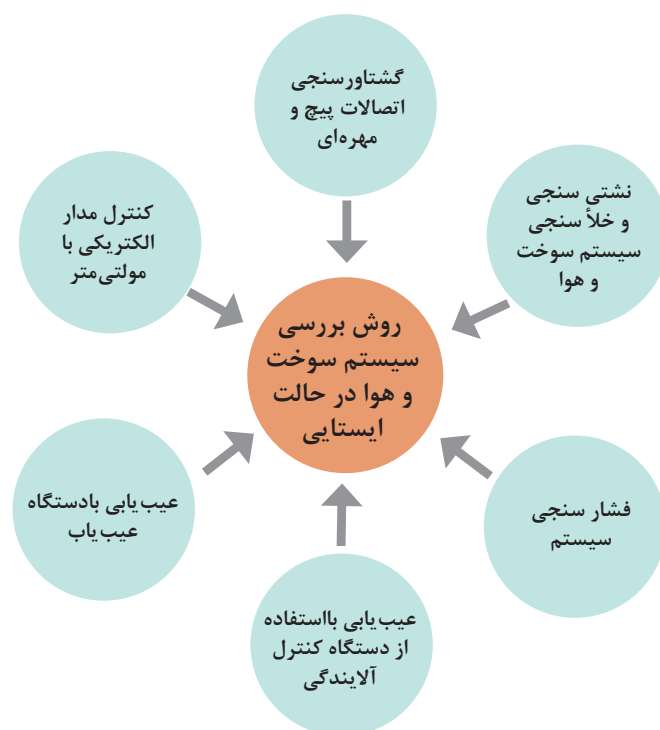 گشتاورسنجی
اتصالات پیچ و
مهره‌ای
نشتی سنجی
و خلأ سنجی
سیستم سوخت
و هوا
کنترل مدار
الکتریکی با
مولتی‌متر
روش بررسی
سیستم سوخت
و هوا در حالت
ایستایی
فشار سنجی
سیستم
عیب‌یابی بادستگاه
عیب‌یاب
عیب‌یابی بااستفاده
از دستگاه کنترل
آلایندگی